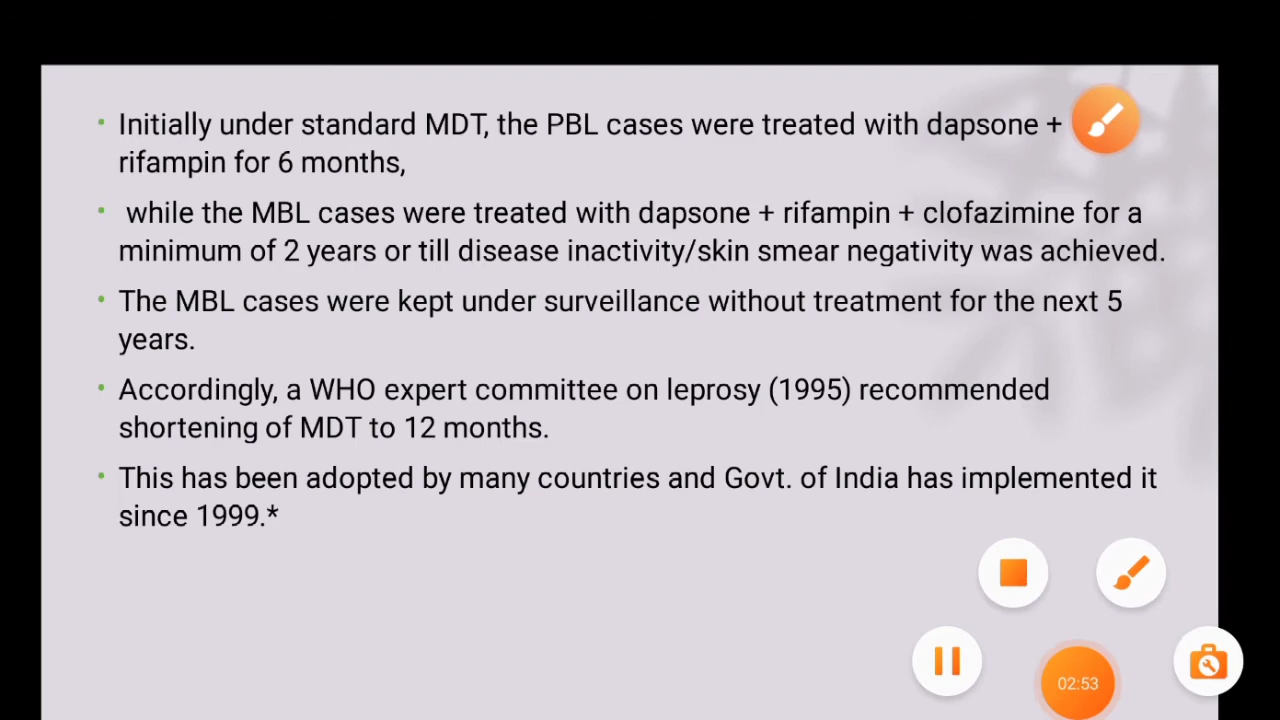 • Initially under standard MDT, the PBL cases were treated with dapsone +
rifampin for 6 months,
• while the MBL cases were treated with dapsone + rifampin + clofazimine for a
minimum of 2 years or till disease inactivity/skin smear negativity was achieved.
• The MBL cases were kept under surveillance without treatment for the next 5
years.
• Accordingly, a WHO expert committee on leprosy (1995) recommended
shortening of MDT to 12 months.
• This has been adopted by many countries and Govt. of India has implemented it
since 1999.*
02:53